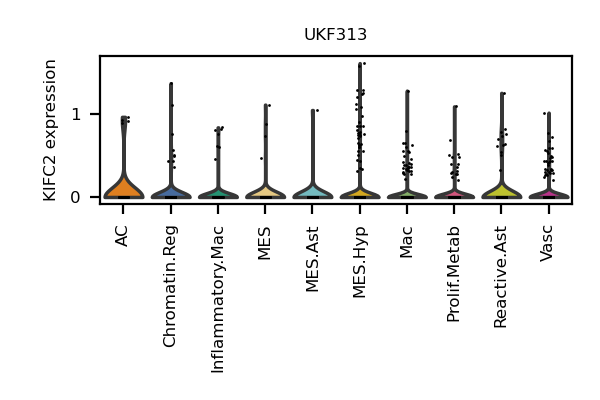 UKF313
KIFC2 expression
1
0
AC
Chromatin.Reg
Inflammatory.Mac
MES
MES.Ast
MES.Hyp
Mac
Prolif.Metab
Reactive.Ast
Vasc